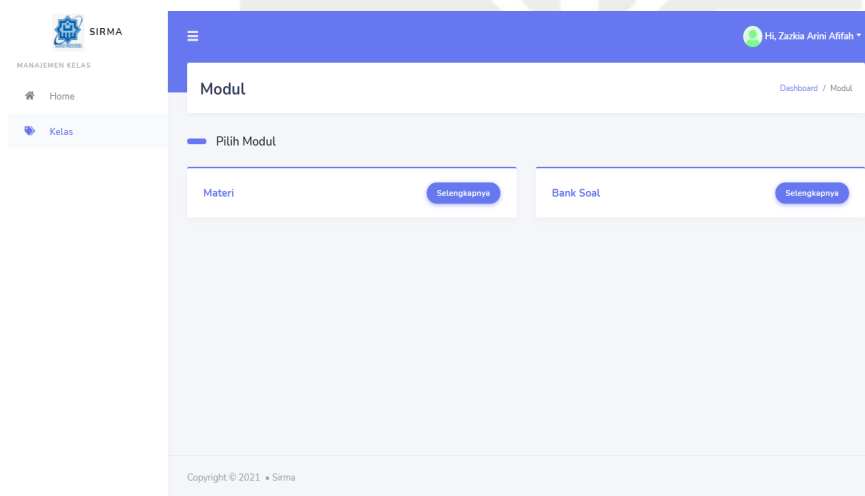 SIRMA
MANAJEMEN KELAS
Home
Kelas
Hi, Zazkia Arini Afifah
Modul
Dashboard / Modul
Pilih Modul
Materi
Selengkapnya
Bank Soal
Selengkapnya
Copyright © 2021 • Sirma